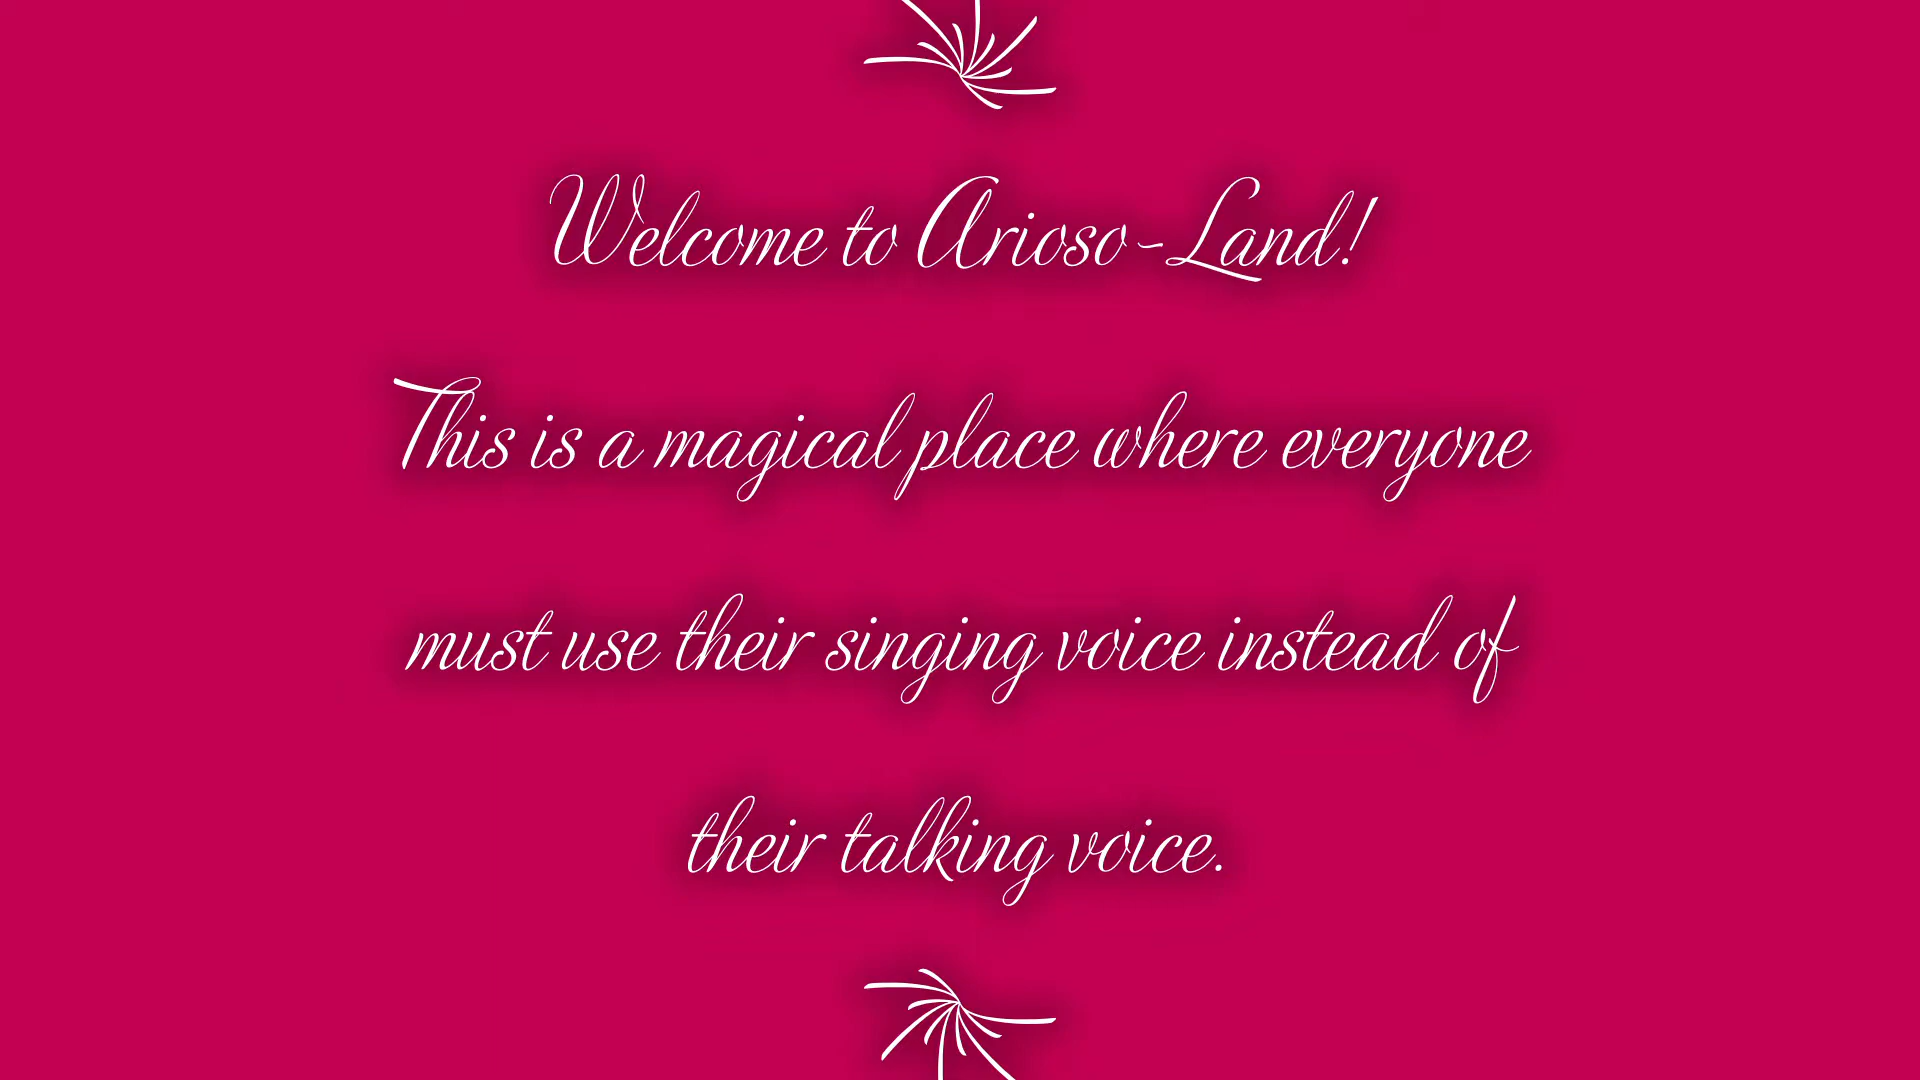 Welcome to Arioso-Land!
This is a magical place where everyone
must use their singing voice instead of
their talking voice.